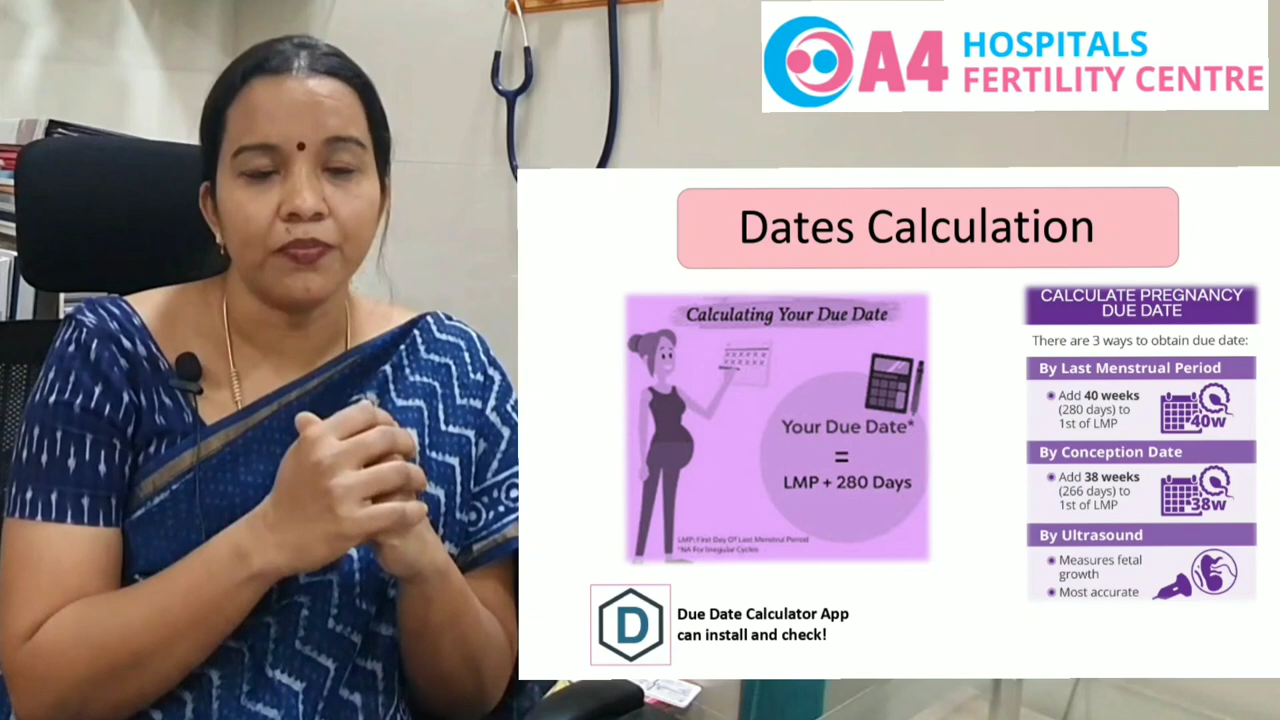 A4 HOSPITALS
FERTILITY CENTRE
Dates Calculation
Calculating Your Due Date
Your Due Date*
=
LMP + 280 Days
LMP: First Day Of Last Menstrual Period
*NA For Irregular Cycles
CALCULATE PREGNANCY
DUE DATE
There are 3 ways to obtain due date:
By Last Menstrual Period
Add 40 weeks
(280 days) to
1st of LMP
40w
By Conception Date
Add 38 weeks
(266 days) to
1st of LMP
38w
By Ultrasound
Measures fetal
growth
Most accurate
D
Due Date Calculator App
can install and check!